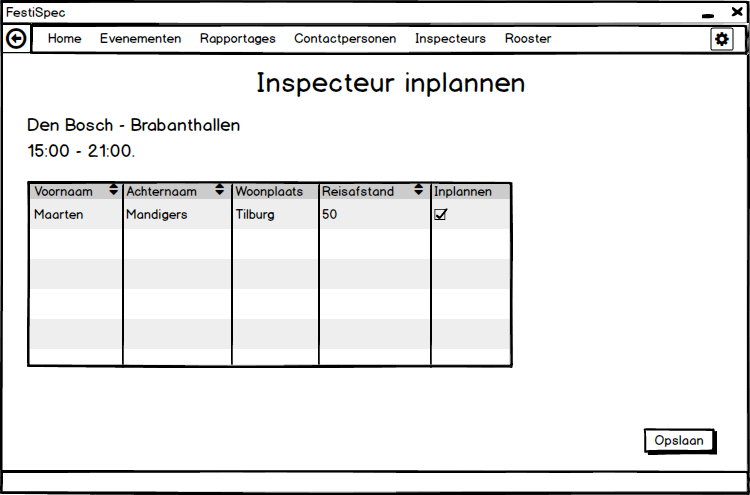 FestiSpec
Home Evenementen Rapportages Contactpersonen Inspecteurs Rooster
Inspecteur inplannen
Den Bosch - Brabanthallen
15:00 - 21:00.
Voornaam Achternaam Woonplaats Reisafstand Inplannen
Maarten Mandigers Tilburg 50
Opslaan